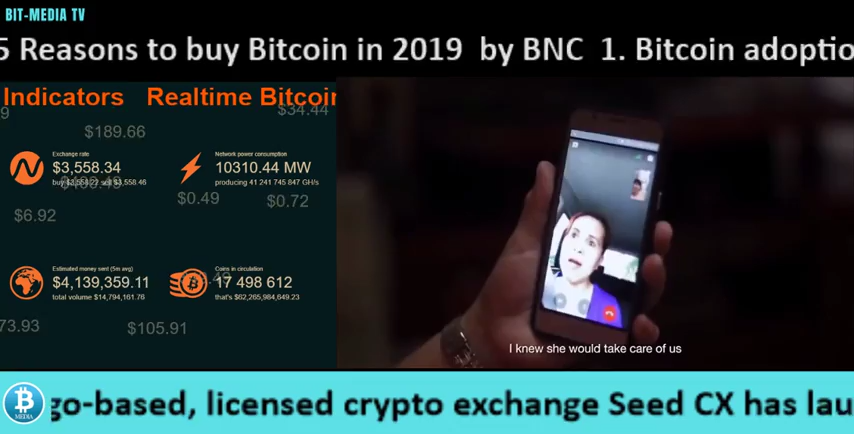 BIT-MEDIA TV
5 Reasons to buy Bitcoin in 2019 by BNC 1. Bitcoin adoptio
Indicators Realtime Bitcoin
$34.44
$189.66
Exchange rate
$3,558.34
Network power consumption
10310.44 MW
producing 41 241 745 847 GH/s
$0.49
$0.72
$6.92
Estimated money sent (5m avg)
$4,139,359.11
total volume $14,794,161.76
Coins in circulation
17 498 612
that's $62,265,984,649.23
73.93
$105.91
I knew she would take care of us
MEDIA
go-based, licensed crypto exchange Seed CX has lau